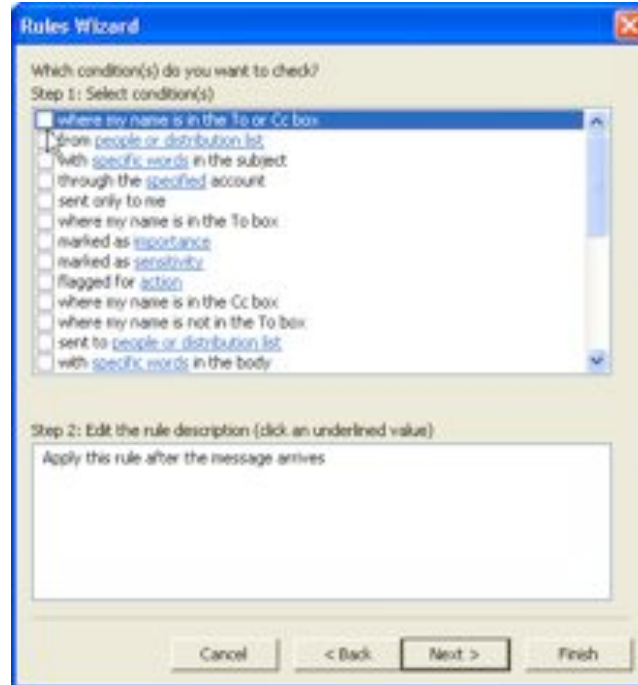 Rules Wizard
Which condition(s) do you want to check?
Step 1: Select condition(s)
where my name is in the To or Cc box
from people or distribution list
with specific words in the subject
through the specified account
sent only to me
where my name is in the To box
marked as importance
marked as sensitivity
flagged for action
where my name is in the Cc box
where my name is not in the To box
sent to people or distribution list
with specific words in the body
Step 2: Edit the rule description (click an underlined value)
Apply this rule after the message arrives
Cancel
< Back
Next >
Finish